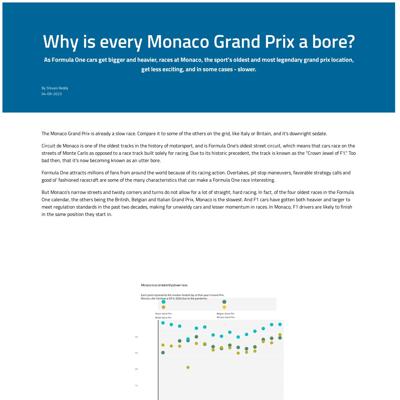 Why is every Monaco Grand Prix a bore?
As Formula One cars get bigger and heavier, races at Monaco, the sport's oldest and most legendary grand prix location,
get less exciting, and in some cases - slower.
By Steven Reddy
The Monaco Grand Prix is already a slow race. Compare it to some of the others on the grid, like Italy or Britain, and it's downright sedate.
Circuit de Monaco is one of the oldest tracks in the history of motorsport, and is Formula One's oldest street circuit, which means that cars race on the
streets of Monte Carlo as opposed to a race track built solely for racing. Due to its historic precedent, the track is known as the "Crown Jewel of F1." Too
bad then, that it's now becoming known as an utter bore.
Formula One attracts millions of fans from around the world because of its racing action. Overtakes, pit stop maneuvers, favorable strategy calls and
good ol' fashioned racecraft are some of the many characteristics that can make a Formula One race interesting.
But Monaco's narrow streets and twisty corners and turns do not allow for a lot of straight, hard racing. In fact, of the four oldest races in the Formula
One calendar, the others being the British, Belgian and Italian Grand Prix, Monaco is the slowest. And F1 cars have gotten both heavier and larger to
meet regulation standards in the past two decades, making for unwieldy cars and lesser momentum in races. In Monaco, F1 drivers are likely to finish
in the same position they start in.